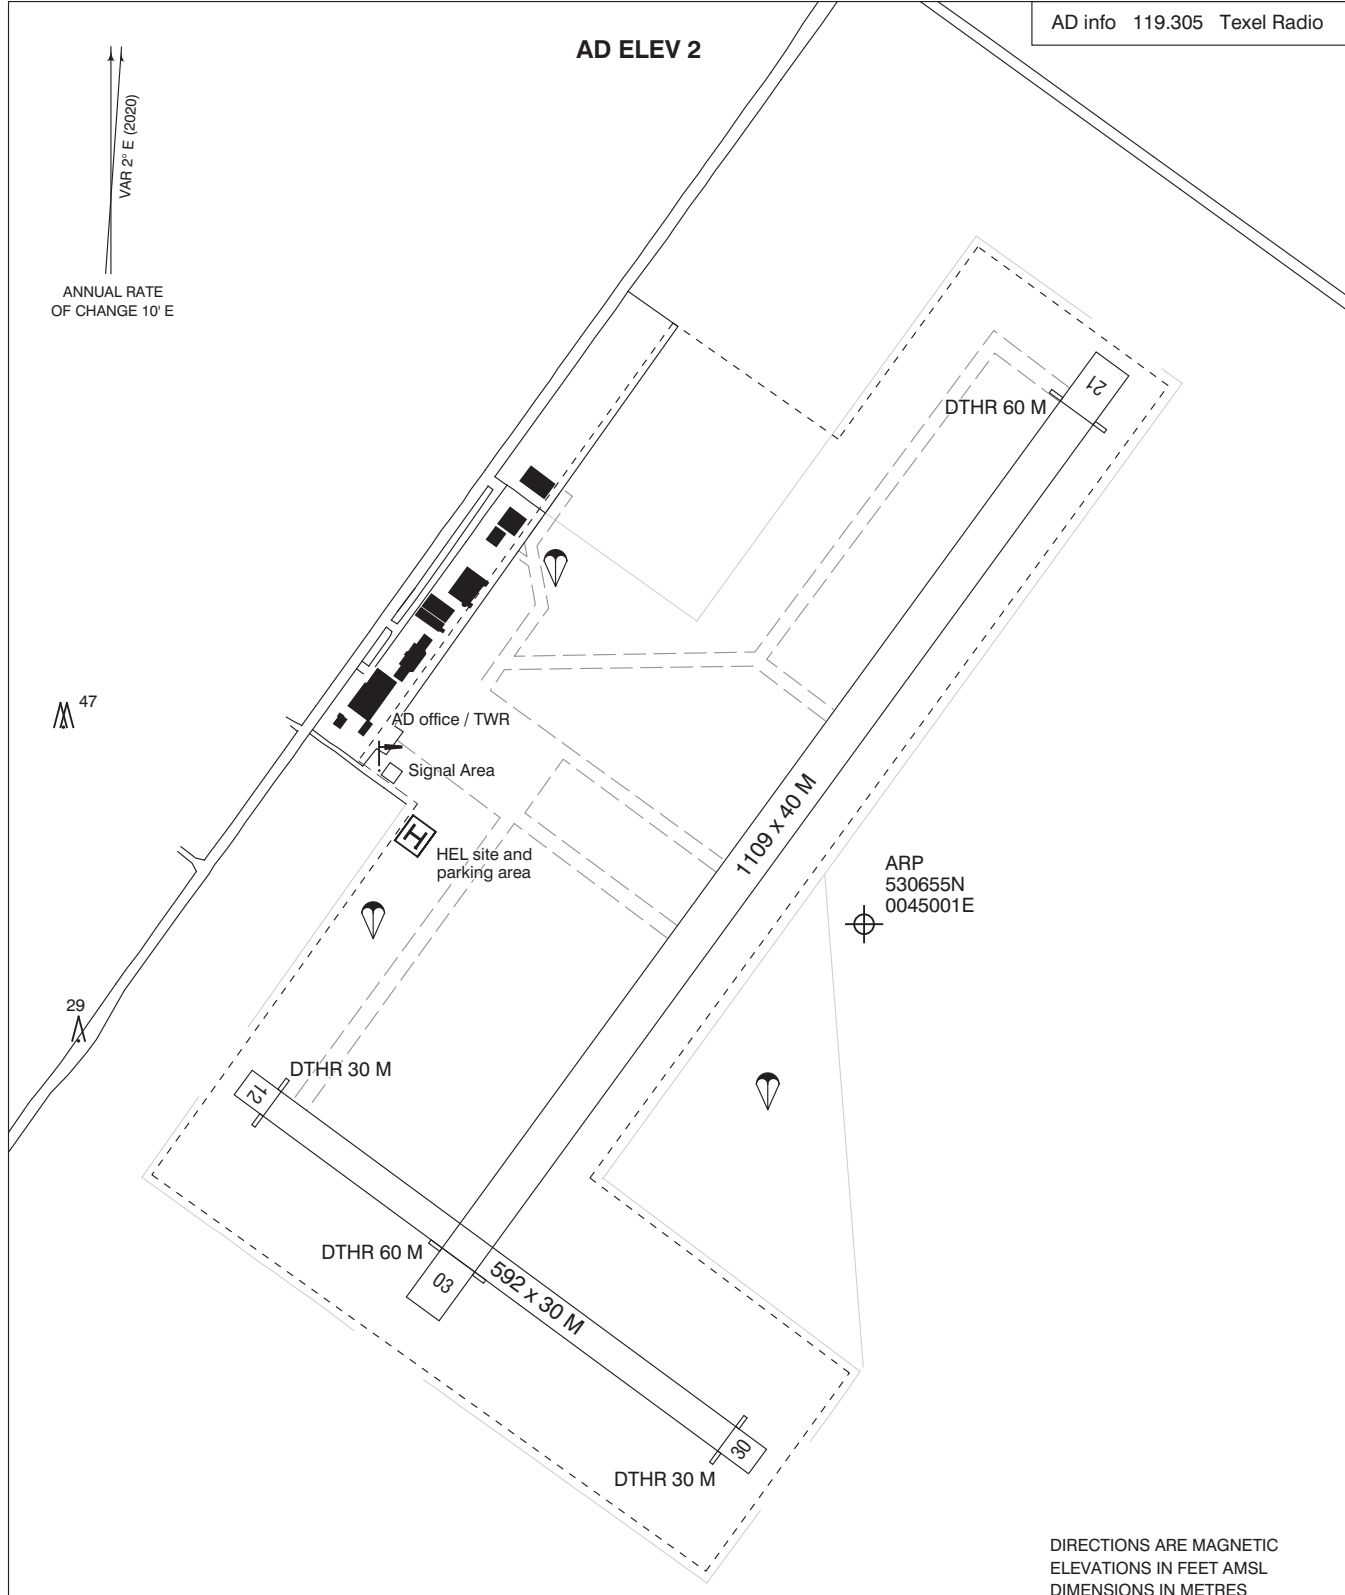 AD info 119.305 Texel Radio
AD ELEV 2
VAR 2° E (2020)
ANNUAL RATE
OF CHANGE 10' E
21
DTHR 60 M
47
AD office / TWR
Signal Area
H
HEL site and
parking area
1109 x 40 M
ARP
530655N
0045001E
29
DTHR 30 M
12
DTHR 60 M
03
592 x 30 M
30
DTHR 30 M
DIRECTIONS ARE MAGNETIC
ELEVATIONS IN FEET AMSL
DIMENSIONS IN METRES